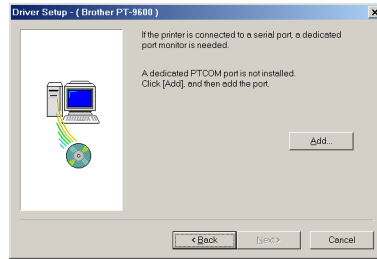 Driver Setup - ( Brother PT-9600 )
If the printer is connected to a serial port, a dedicated
port monitor is needed.
A dedicated PTCOM port is not installed.
Click [Add], and then add the port.
Add...
< Back
Next >
Cancel